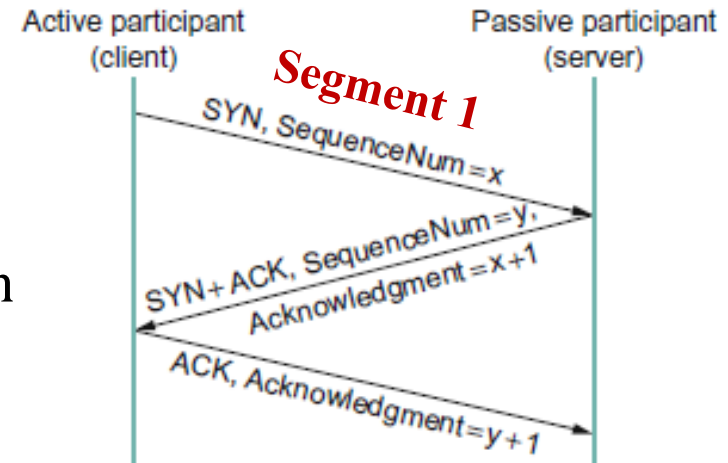 Active participant
(client)
Passive participant
(server)
Segment 1
SYN, SequenceNum=x
SYN+ACK, SequenceNum=y,
Acknowledgment=x+1
n
ACK, Acknowledgment=y+1